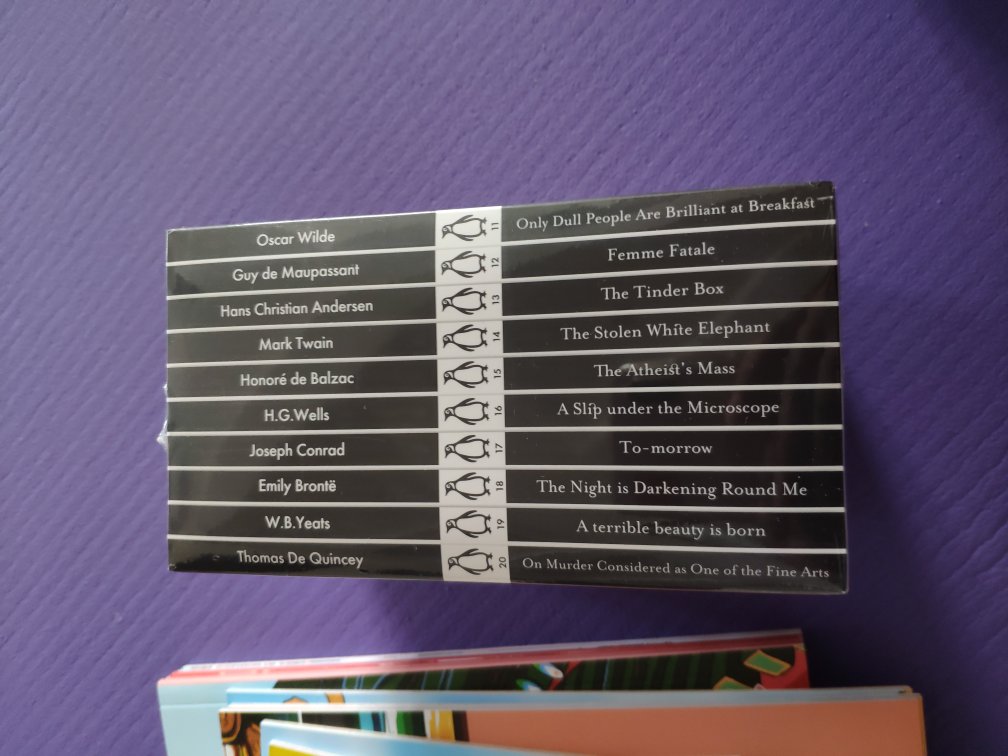 Oscar Wilde 11 Only Dull People Are Brilliant at Breakfast
Guy de Maupassant 12 Femme Fatale
Hans Christian Andersen 13 The Tinder Box
Mark Twain 14 The Stolen White Elephant
Honoré de Balzac 15 The Atheist's Mass
H.G.Wells 16 A Slip under the Microscope
Joseph Conrad 17 To-morrow
Emily Brontë 18 The Night is Darkening Round Me
W.B.Yeats 19 A terrible beauty is born
Thomas De Quincey 20 On Murder Considered as One of the Fine Arts